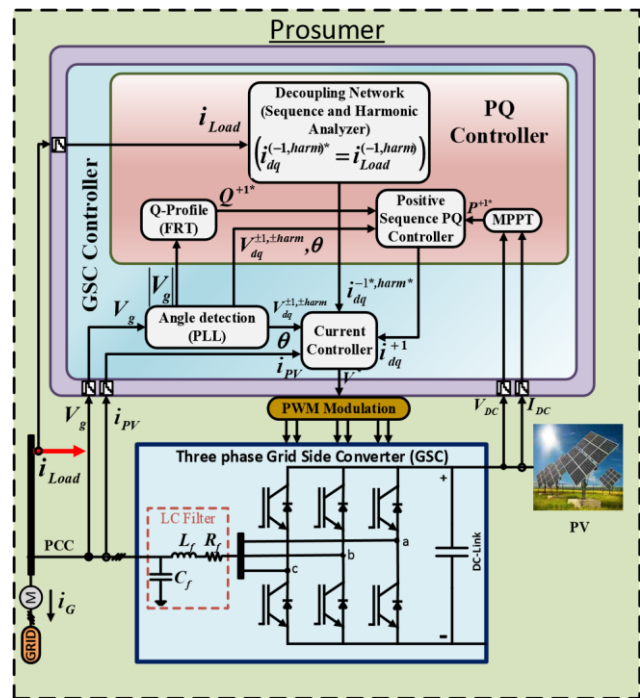 Prosumer
GSC Controller
PQ
Controller
Decoupling Network
(Sequence and Harmonic
Analyzer)
(i_dq^(-1,harm)* = i_Load^(-1,harm))
i_Load
Q-Profile
(FRT)
Q^+1*
Positive
Sequence PQ
Controller
P^+1*
MPPT
V_dq^±1,±harm, θ
|V_g|
V_g
Angle detection
(PLL)
V_dq^±1,±harm
θ
i_dq^-1*,harm*
Current
Controller
i_dq^+1
i_PV
V*
V_g
i_PV
PWM Modulation
V_DC
I_DC
i_Load
Three phase Grid Side Converter (GSC)
PV
LC Filter
L_f
R_f
C_f
PCC
a
b
c
+
-
DC-Link
M
i_G
GRID